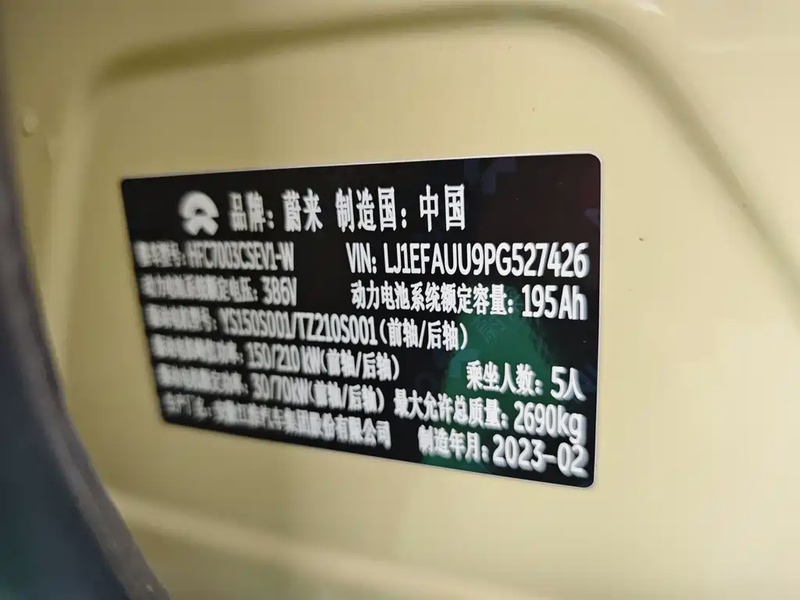 品牌：蔚来 制造国：中国
整车型号：HFC7003CSEV1-W VIN: LJ1EFAUU9PG527426
动力电池系统额定电压：386V 动力电池系统额定容量：195Ah
驱动电机型号：YS150S001/TZ210S001(前轴/后轴)
驱动电机峰值功率：150/210 KW(前轴/后轴) 乘坐人数：5人
驱动电机额定功率：30/70KW(前轴/后轴) 最大允许总质量：2690kg
生产厂名：安徽江淮汽车集团股份有限公司 制造年月：2023-02